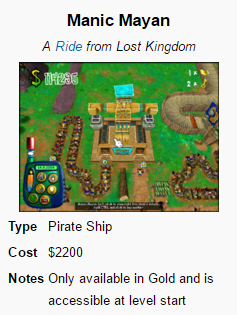 Manic Mayan
A Ride from Lost Kingdom
$ 114295
Type Pirate Ship
Cost $2200
Notes Only available in Gold and is
accessible at level start